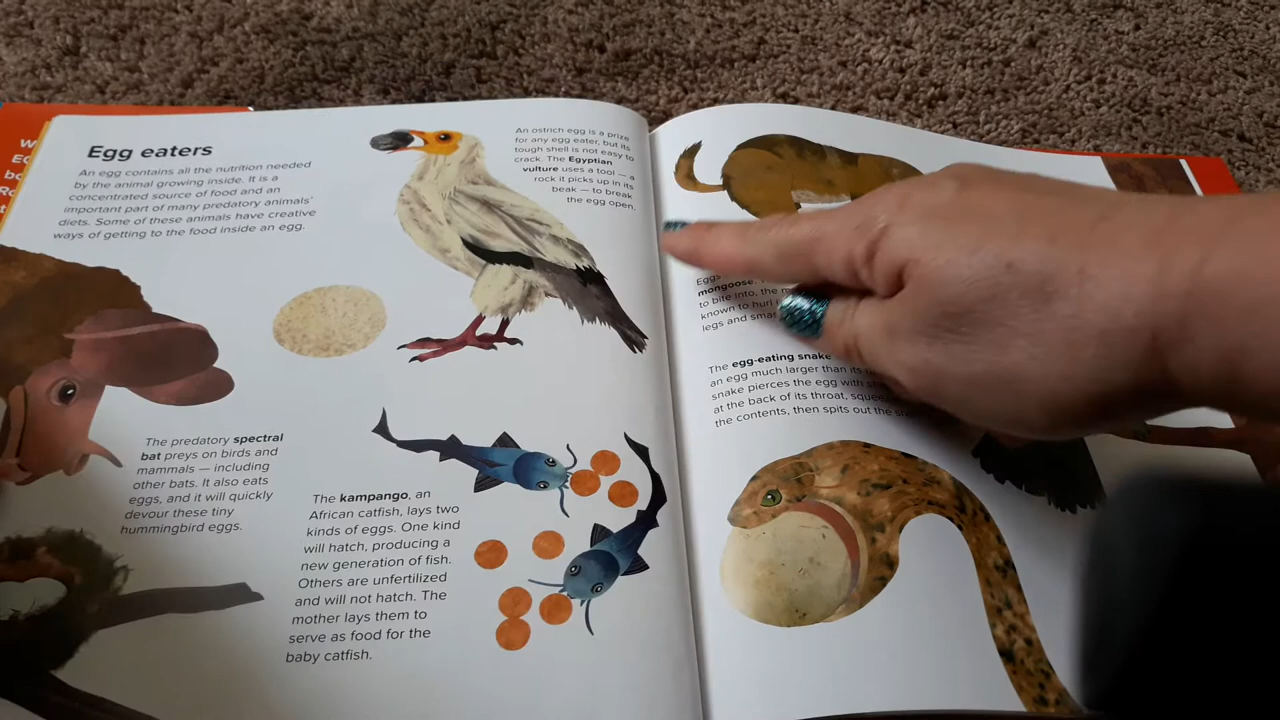 Egg eaters
An egg contains all the nutrition needed
by the animal growing inside. It is a
concentrated source of food and an
important part of many predatory animals'
diets. Some of these animals have creative
ways of getting to the food inside an egg.
An ostrich egg is a prize
for any egg eater, but its
tough shell is not easy to
crack. The Egyptian
vulture uses a tool — a
rock it picks up in its
beak — to break
the egg open.
The predatory spectral
bat preys on birds and
mammals — including
other bats. It also eats
eggs, and it will quickly
devour these tiny
hummingbird eggs.
The kampango, an
African catfish, lays two
kinds of eggs. One kind
will hatch, producing a
new generation of fish.
Others are unfertilized
and will not hatch. The
mother lays them to
serve as food for the
baby catfish.
Eggs
mongoose.
to bite into, the
known to hurl
legs and
The egg-eating snake
an egg much larger than its
snake pierces the egg with
at the back of its throat,
the contents, then spits out the